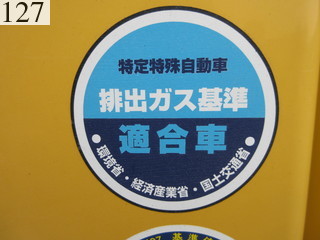 127
特定特殊自動車
排出ガス基準
適合車
●環境省・経済産業省・国土交通省●